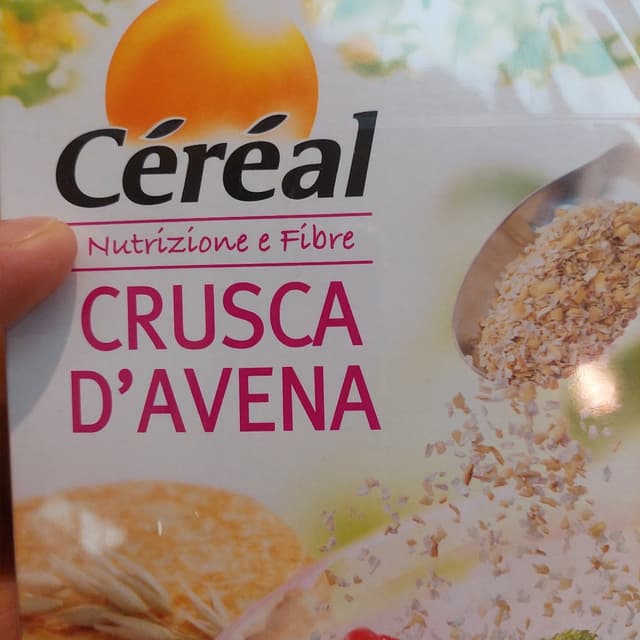 Céréal
Nutrizione e Fibre
CRUSCA
D'AVENA